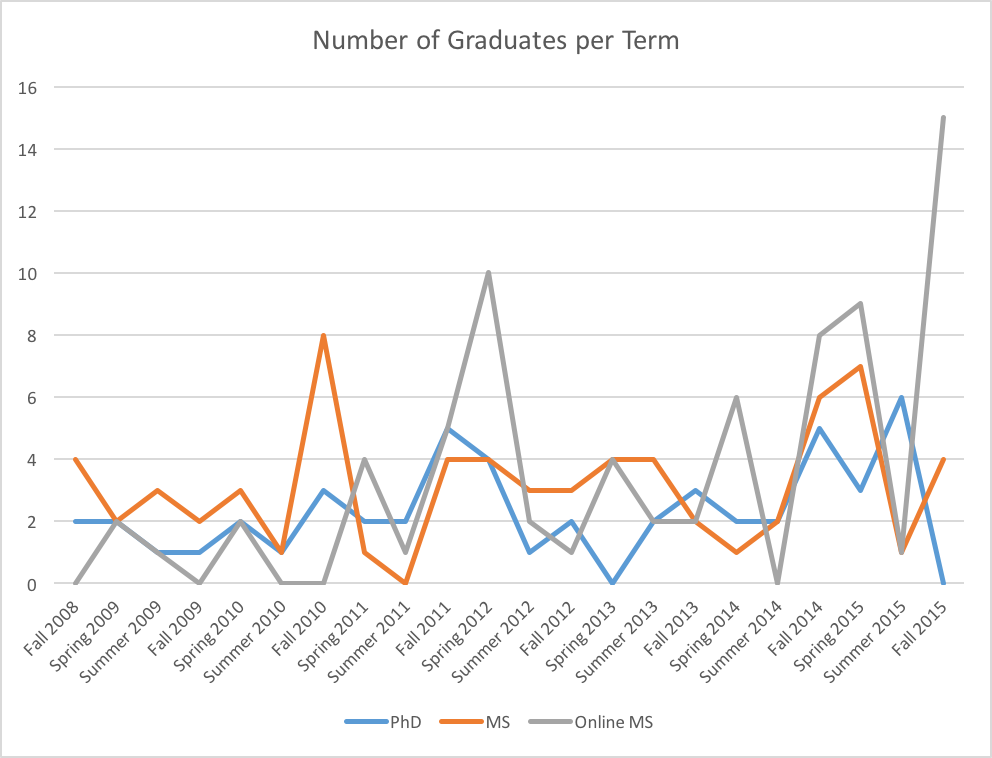 Number of Graduates per Term
16
14
12
10
8
6
4
2
0
Fall 2008
Spring 2009
Summer 2009
Fall 2009
Spring 2010
Summer 2010
Fall 2010
Spring 2011
Summer 2011
Fall 2011
Spring 2012
Summer 2012
Fall 2012
Spring 2013
Summer 2013
Fall 2013
Spring 2014
Summer 2014
Fall 2014
Spring 2015
Summer 2015
Fall 2015
PhD MS Online MS